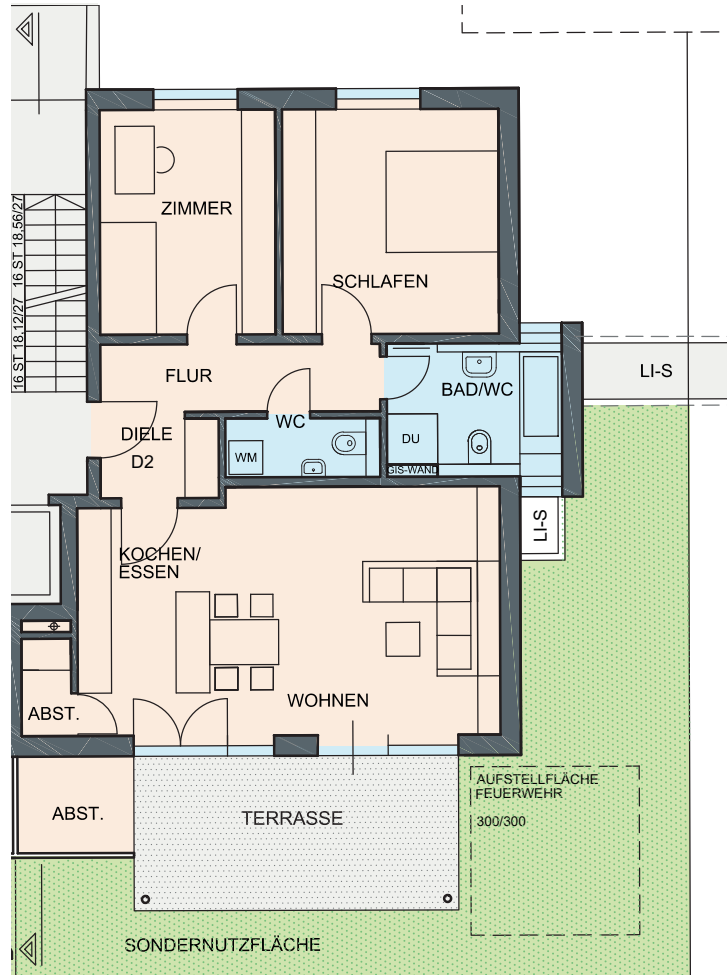 16 ST 18.12/27 16 ST 18.56/27
ZIMMER
SCHLAFEN
FLUR
BAD/WC
LI-S
DIELE
D2
WC
WM
DU
GIS-WAND
LI-S
KOCHEN/
ESSEN
WOHNEN
ABST.
ABST.
TERRASSE
AUFSTELLFLÄCHE
FEUERWEHR
300/300
SONDERNUTZFLÄCHE